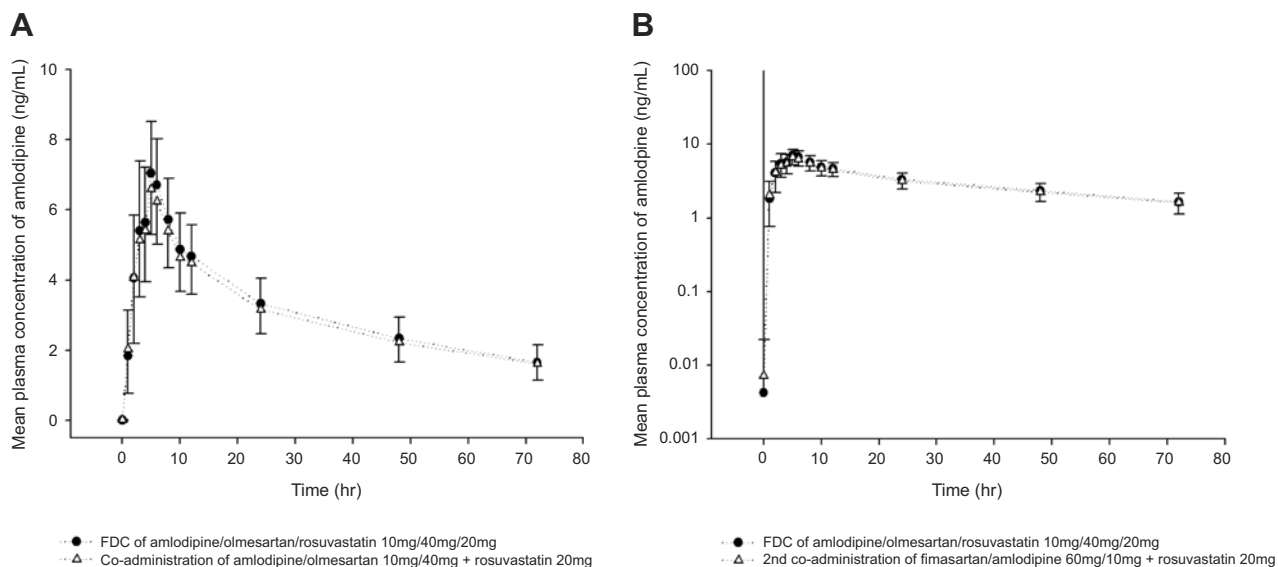 A
Mean plasma concentration of amlodipine (ng/mL)
10
8
6
4
2
0
0 10 20 30 40 50 60 70 80
Time (hr)
FDC of amlodipine/olmesartan/rosuvastatin 10mg/40mg/20mg
Co-administration of amlodipine/olmesartan 10mg/40mg + rosuvastatin 20mg
B
Mean plasma concentration of amlodpine (ng/mL)
100
10
1
0.1
0.01
0.001
0 10 20 30 40 50 60 70 80
Time (hr)
FDC of amlodipine/olmesartan/rosuvastatin 10mg/40mg/20mg
2nd co-administration of fimasartan/amlodipine 60mg/10mg + rosuvastatin 20mg